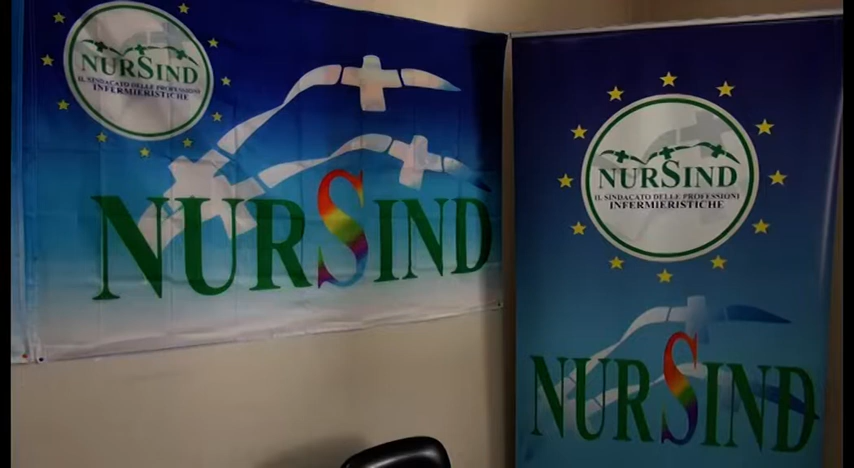 NURSIND
IL SINDACATO DELLE PROFESSIONI
INFERMIERISTICHE
NURSIND
NURSIND
IL SINDACATO DELLE PROFESSIONI
INFERMIERISTICHE
NURSIND